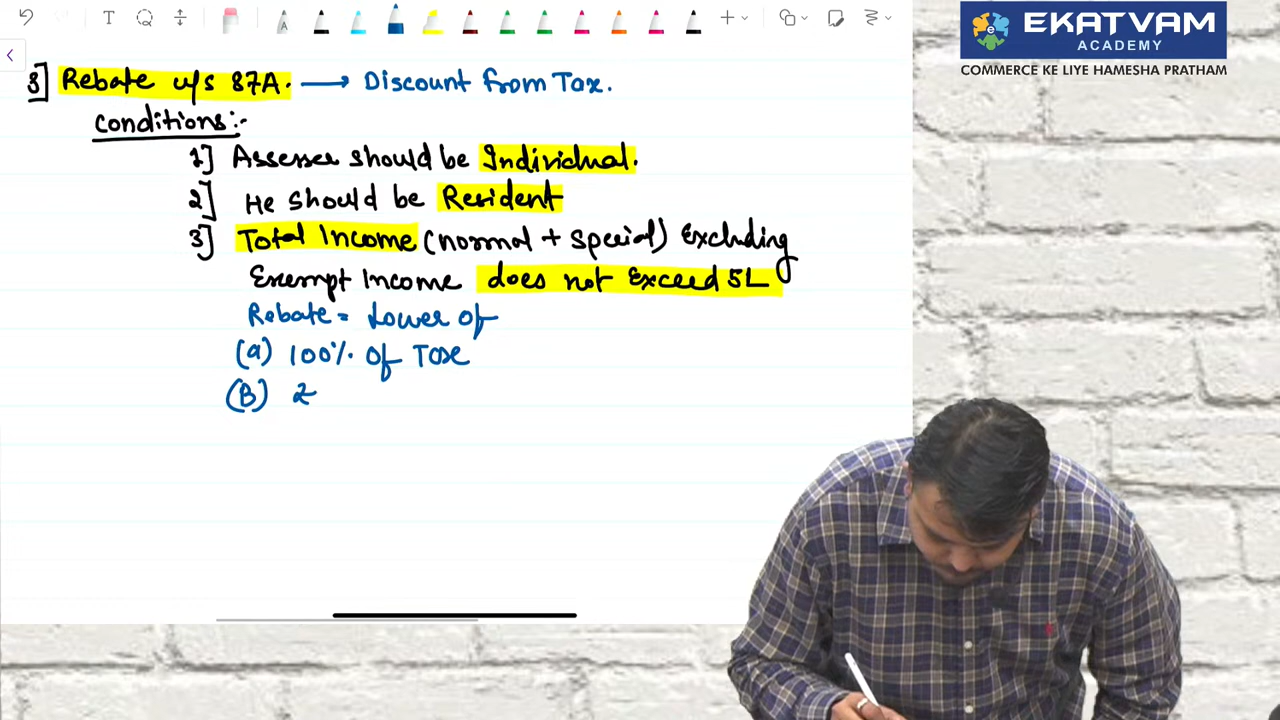 EKATVAM
ACADEMY
COMMERCE KE LIYE HAMESHA PRATHAM
8] Rebate u/s 87A. → Discount from Tax.
Conditions:-
1] Assessee should be Individual.
2] He should be Resident
3] Total Income (normal + special) Excluding
Exempt Income does not Exceed 5L
Rebate = Lower of
(a) 100% of Tax
(B) 2